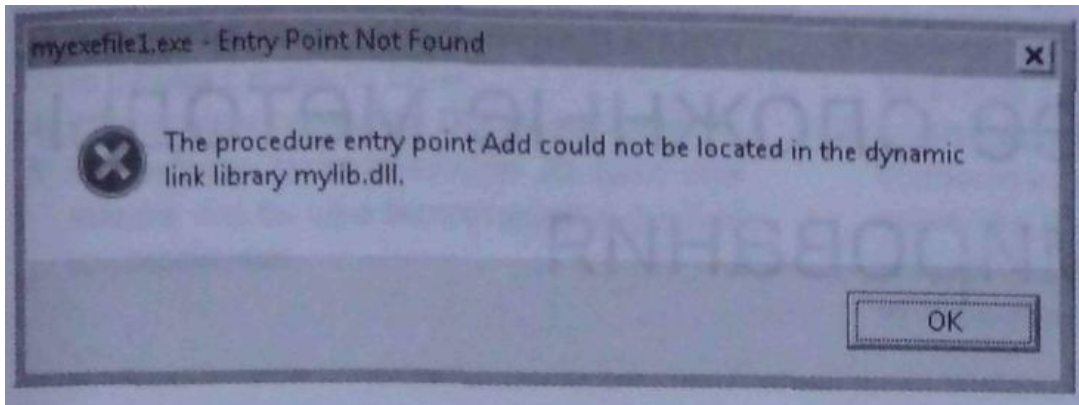 myexefile1.exe - Entry Point Not Found
The procedure entry point Add could not be located in the dynamic
link library mylib.dll.
OK